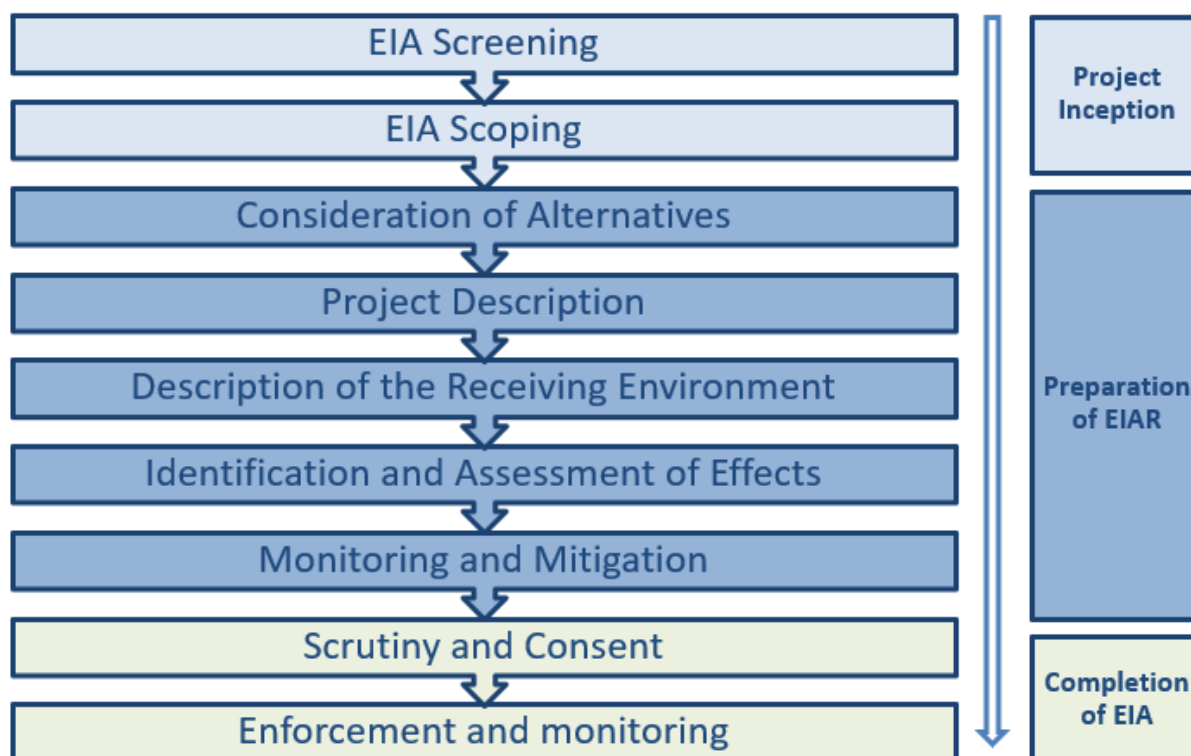 EIA Screening
EIA Scoping
Consideration of Alternatives
Project Description
Description of the Receiving Environment
Identification and Assessment of Effects
Monitoring and Mitigation
Scrutiny and Consent
Enforcement and monitoring
Project
Inception
Preparation
of EIAR
Completion
of EIA